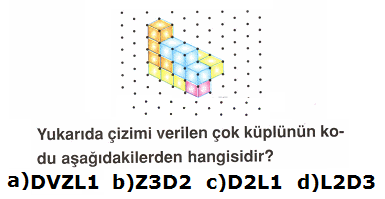 Yukarıda çizimi verilen çok küplünün ko-
du aşağıdakilerden hangisidir?
a)DVZL1 b)Z3D2 c)D2L1 d)L2D3